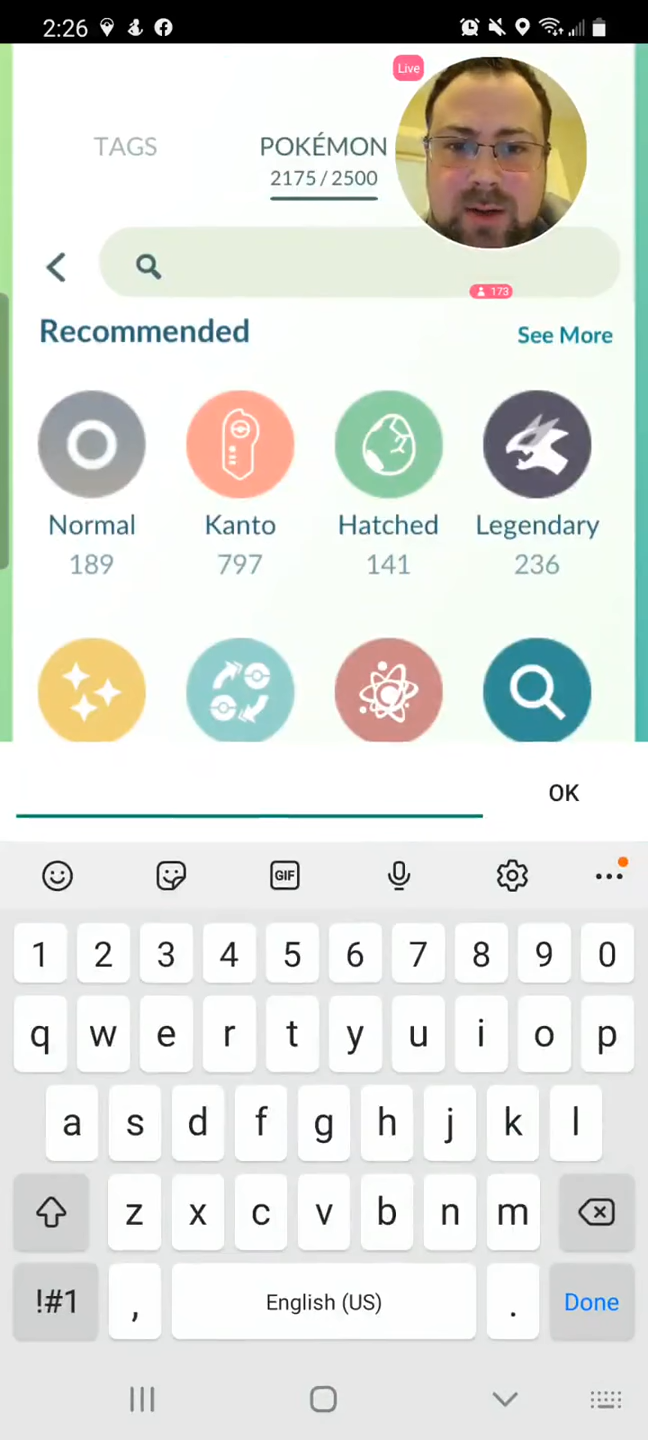 2:26
Live
TAGS
POKÉMON
2175 / 2500
173
Recommended
See More
Normal
Kanto
Hatched
Legendary
189
797
141
236
OK
GIF
1 2 3 4 5 6 7 8 9 0
q w e r t y u i o p
a s d f g h j k l
z x c v b n m
!#1 , English (US) . Done